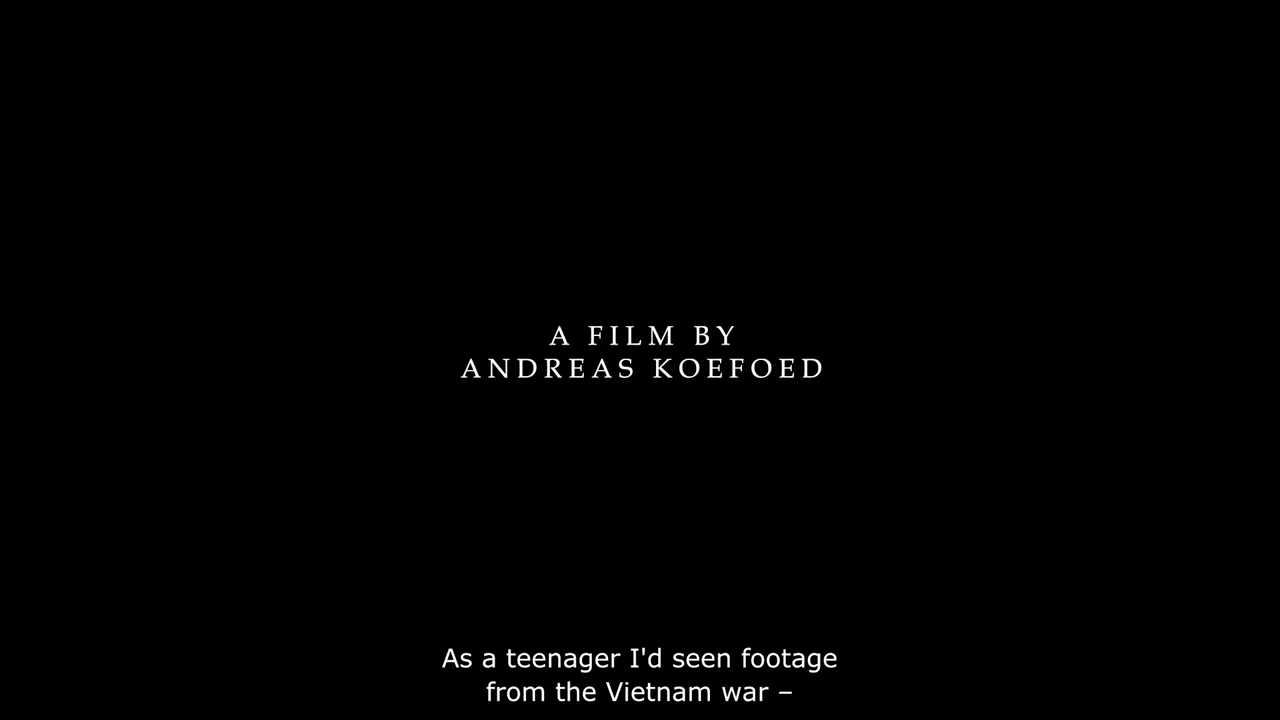 A FILM BY
ANDREAS KOEFOED
As a teenager I'd seen footage
from the Vietnam war –